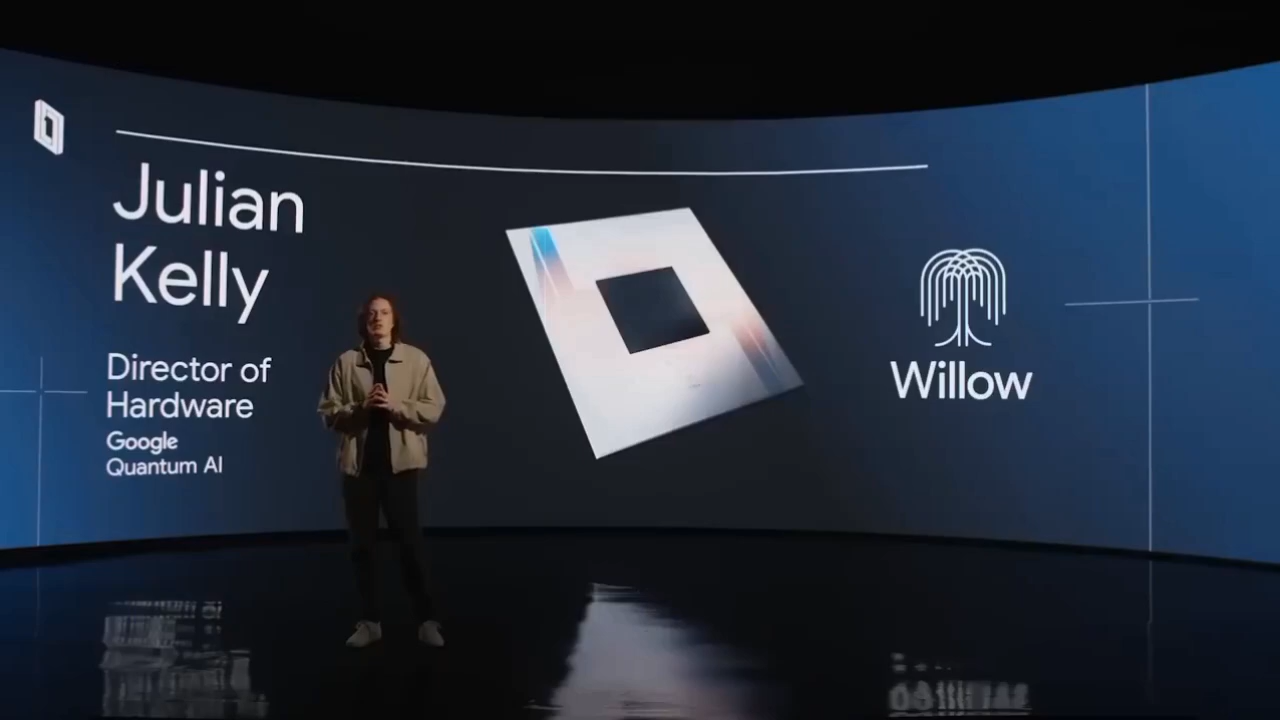 Julian
Kelly
Director of
Hardware
Google
Quantum AI
Willow